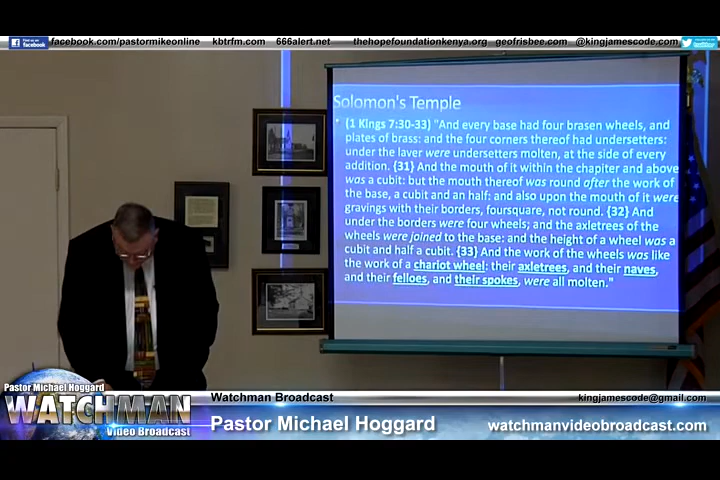 Find us on
facebook
facebook.com/pastormikeonline kbtrfm.com 666alert.net thehopefoundationkenya.org geofrisbee.com @kingjamescode.com twitter
Solomon's Temple
• (1 Kings 7:30-33) "And every base had four brasen wheels, and
plates of brass: and the four corners thereof had undersetters:
under the laver were undersetters molten, at the side of every
addition. {31} And the mouth of it within the chapiter and above
was a cubit: but the mouth thereof was round after the work of
the base, a cubit and an half: and also upon the mouth of it were
gravings with their borders, foursquare, not round. {32} And
under the borders were four wheels; and the axletrees of the
wheels were joined to the base: and the height of a wheel was a
cubit and half a cubit. {33} And the work of the wheels was like
the work of a chariot wheel: their axletrees, and their naves,
and their felloes, and their spokes, were all molten."
Pastor Michael Hoggard
WATCHMAN
Video Broadcast
Watchman Broadcast kingjamescode@gmail.com
Pastor Michael Hoggard watchmanvideobroadcast.com